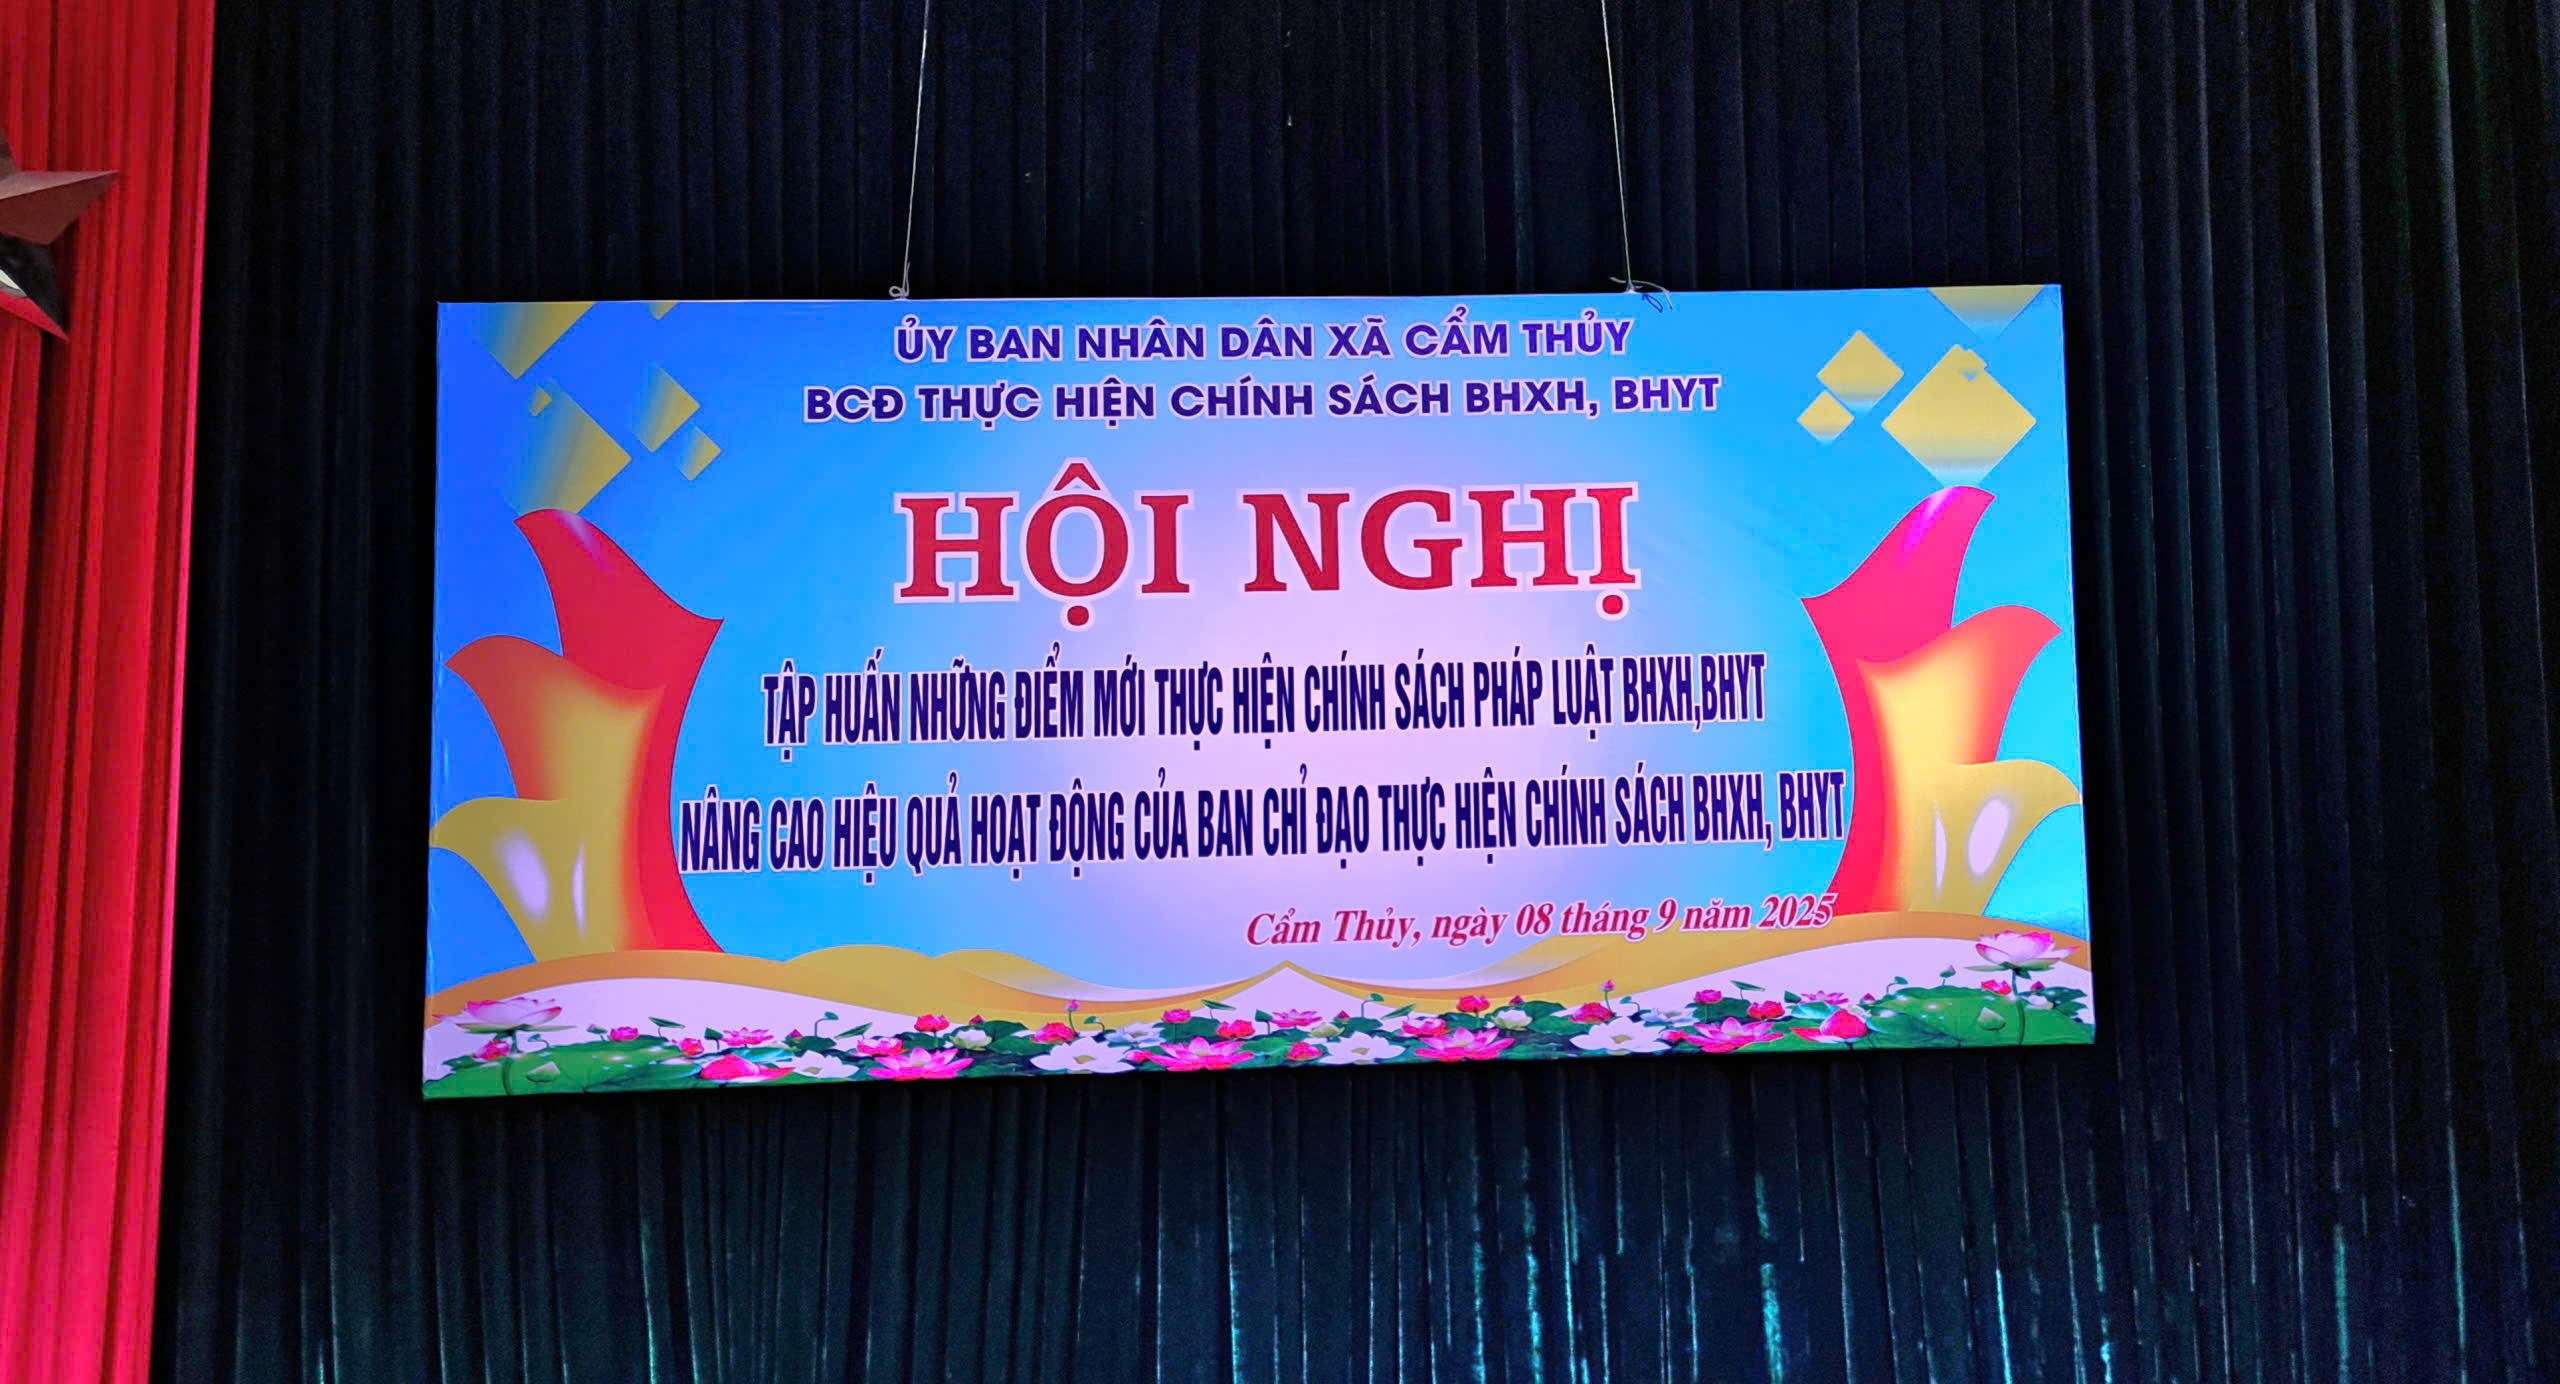 ỦY BAN NHÂN DÂN XÃ CẨM THỦY
BCĐ THỰC HIỆN CHÍNH SÁCH BHXH, BHYT
HỘI NGHỊ
TẬP HUẤN NHỮNG ĐIỂM MỚI THỰC HIỆN CHÍNH SÁCH PHÁP LUẬT BHXH,BHYT
NÂNG CAO HIỆU QUẢ HOẠT ĐỘNG CỦA BAN CHỈ ĐẠO THỰC HIỆN CHÍNH SÁCH BHXH, BHYT
Cẩm Thủy, ngày 08 tháng 9 năm 2025